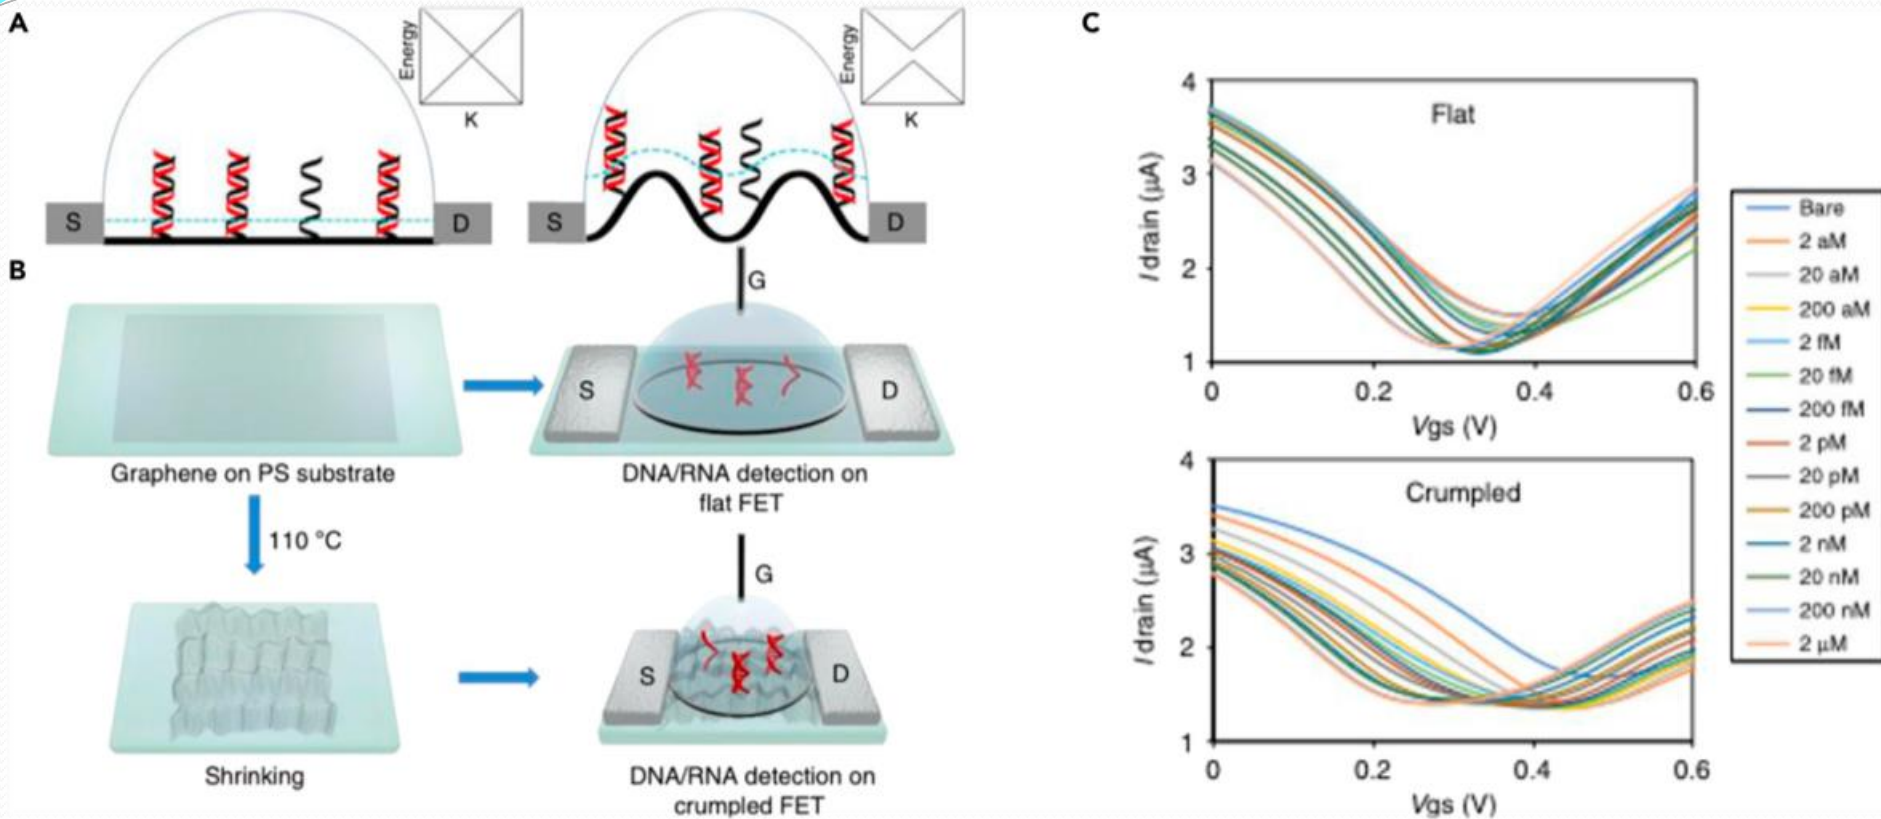 A
Energy
K
S
D
Energy
K
S
D
B
Graphene on PS substrate
G
S
D
DNA/RNA detection on
flat FET
110 °C
Shrinking
G
S
D
DNA/RNA detection on
crumpled FET
C
Flat
I drain (μA)
4
3
2
1
0 0.2 0.4 0.6
Vgs (V)
Crumpled
I drain (μA)
4
3
2
1
0 0.2 0.4 0.6
Vgs (V)
Bare
2 aM
20 aM
200 aM
2 fM
20 fM
200 fM
2 pM
20 pM
200 pM
2 nM
20 nM
200 nM
2 μM